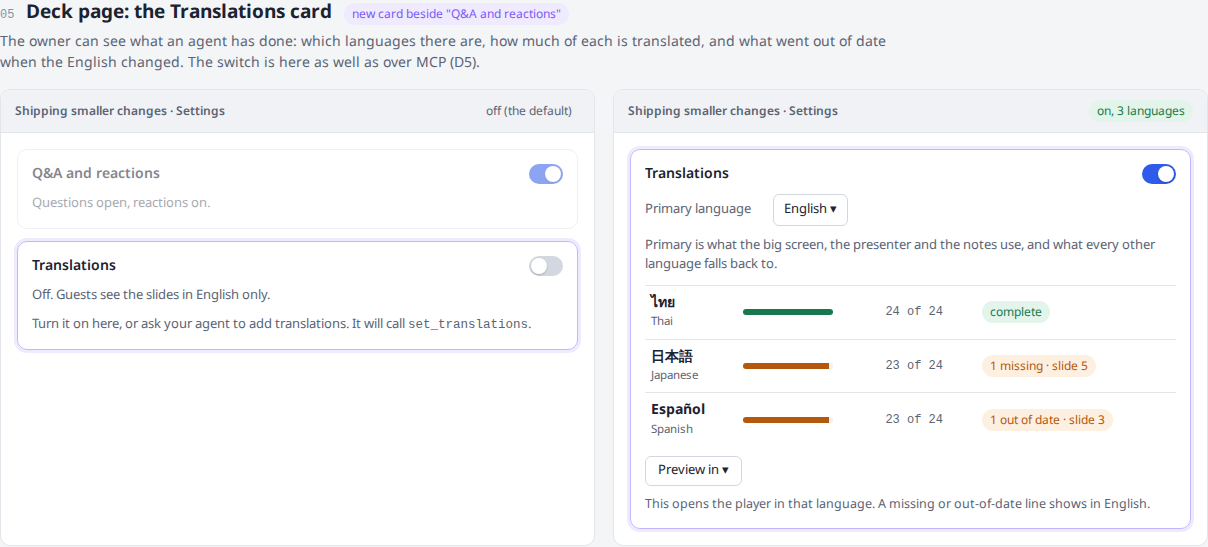 05 Deck page: the Translations card new card beside "Q&A and reactions"
The owner can see what an agent has done: which languages there are, how much of each is translated, and what went out of date
when the English changed. The switch is here as well as over MCP (D5).
Shipping smaller changes · Settings off (the default)
Q&A and reactions
Questions open, reactions on.
Translations
Off. Guests see the slides in English only.
Turn it on here, or ask your agent to add translations. It will call set_translations.
Shipping smaller changes · Settings on, 3 languages
Translations
Primary language English ▾
Primary is what the big screen, the presenter and the notes use, and what every other
language falls back to.
ไทย
Thai
24 of 24 complete
日本語
Japanese
23 of 24 1 missing · slide 5
Español
Spanish
23 of 24 1 out of date · slide 3
Preview in ▾
This opens the player in that language. A missing or out-of-date line shows in English.